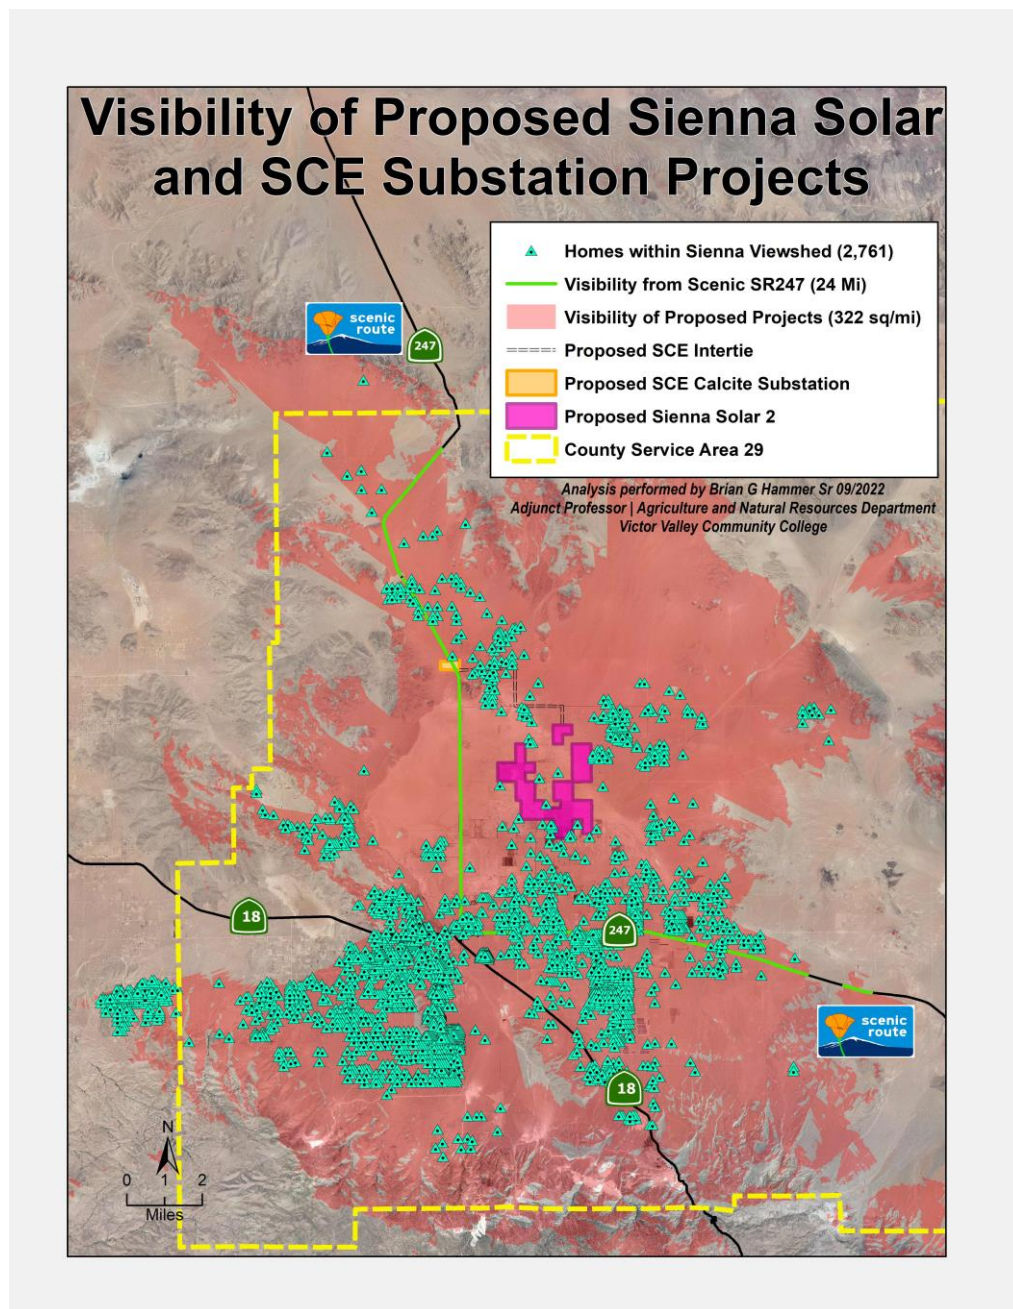 Visibility of Proposed Sienna Solar
and SCE Substation Projects
Homes within Sienna Viewshed (2,761)
Visibility from Scenic SR247 (24 Mi)
Visibility of Proposed Projects (322 sq/mi)
Proposed SCE Intertie
Proposed SCE Calcite Substation
Proposed Sienna Solar 2
County Service Area 29
Analysis performed by Brian G Hammer Sr 09/2022
Adjunct Professor | Agriculture and Natural Resources Department
Victor Valley Community College
scenic
route
247
18
247
scenic
route
18
N
0 1 2
Miles